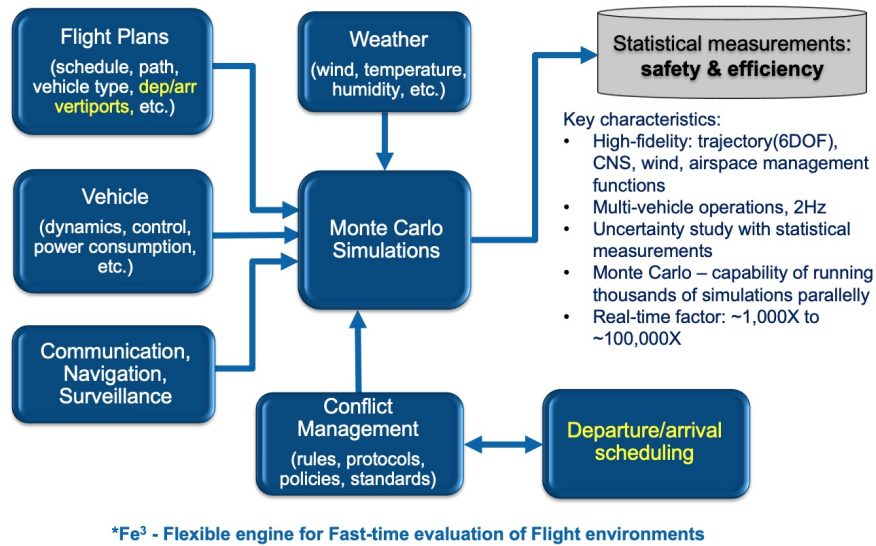 Flight Plans
(schedule, path,
vehicle type, dep/arr
vertiports, etc.)
Weather
(wind, temperature,
humidity, etc.)
Statistical measurements:
safety & efficiency
Key characteristics:
• High-fidelity: trajectory(6DOF),
CNS, wind, airspace management
functions
• Multi-vehicle operations, 2Hz
• Uncertainty study with statistical
measurements
• Monte Carlo – capability of running
thousands of simulations parallelly
• Real-time factor: ~1,000X to
~100,000X
Vehicle
(dynamics, control,
power consumption,
etc.)
Monte Carlo
Simulations
Communication,
Navigation,
Surveillance
Conflict
Management
(rules, protocols,
policies, standards)
Departure/arrival
scheduling
*Fe³ - Flexible engine for Fast-time evaluation of Flight environments